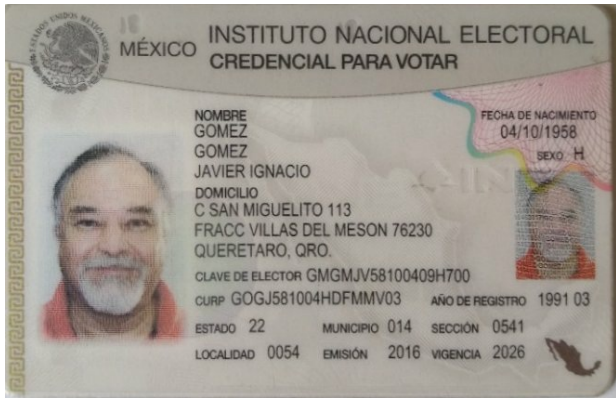 MÉXICO
INSTITUTO NACIONAL ELECTORAL
CREDENCIAL PARA VOTAR
NOMBRE
GOMEZ
GOMEZ
JAVIER IGNACIO
FECHA DE NACIMIENTO
04/10/1958
SEXO H
DOMICILIO
C SAN MIGUELITO 113
FRACC VILLAS DEL MESON 76230
QUERETARO, QRO.
CLAVE DE ELECTOR GMGMJV58100409H700
CURP GOGJ581004HDFMMV03 AÑO DE REGISTRO 1991 03
ESTADO 22 MUNICIPIO 014 SECCIÓN 0541
LOCALIDAD 0054 EMISIÓN 2016 VIGENCIA 2026